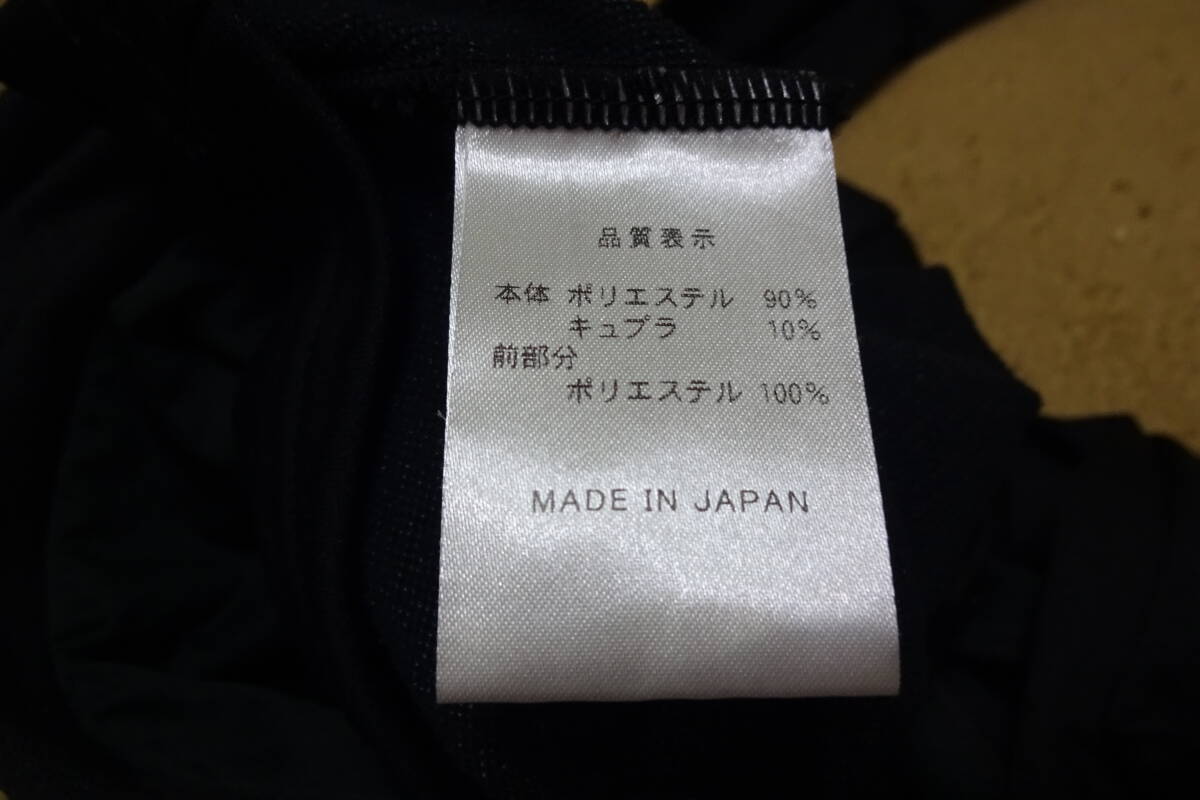 品質表示
本体 ポリエステル 90%
キュプラ 10%
前部分
ポリエステル 100%
MADE IN JAPAN